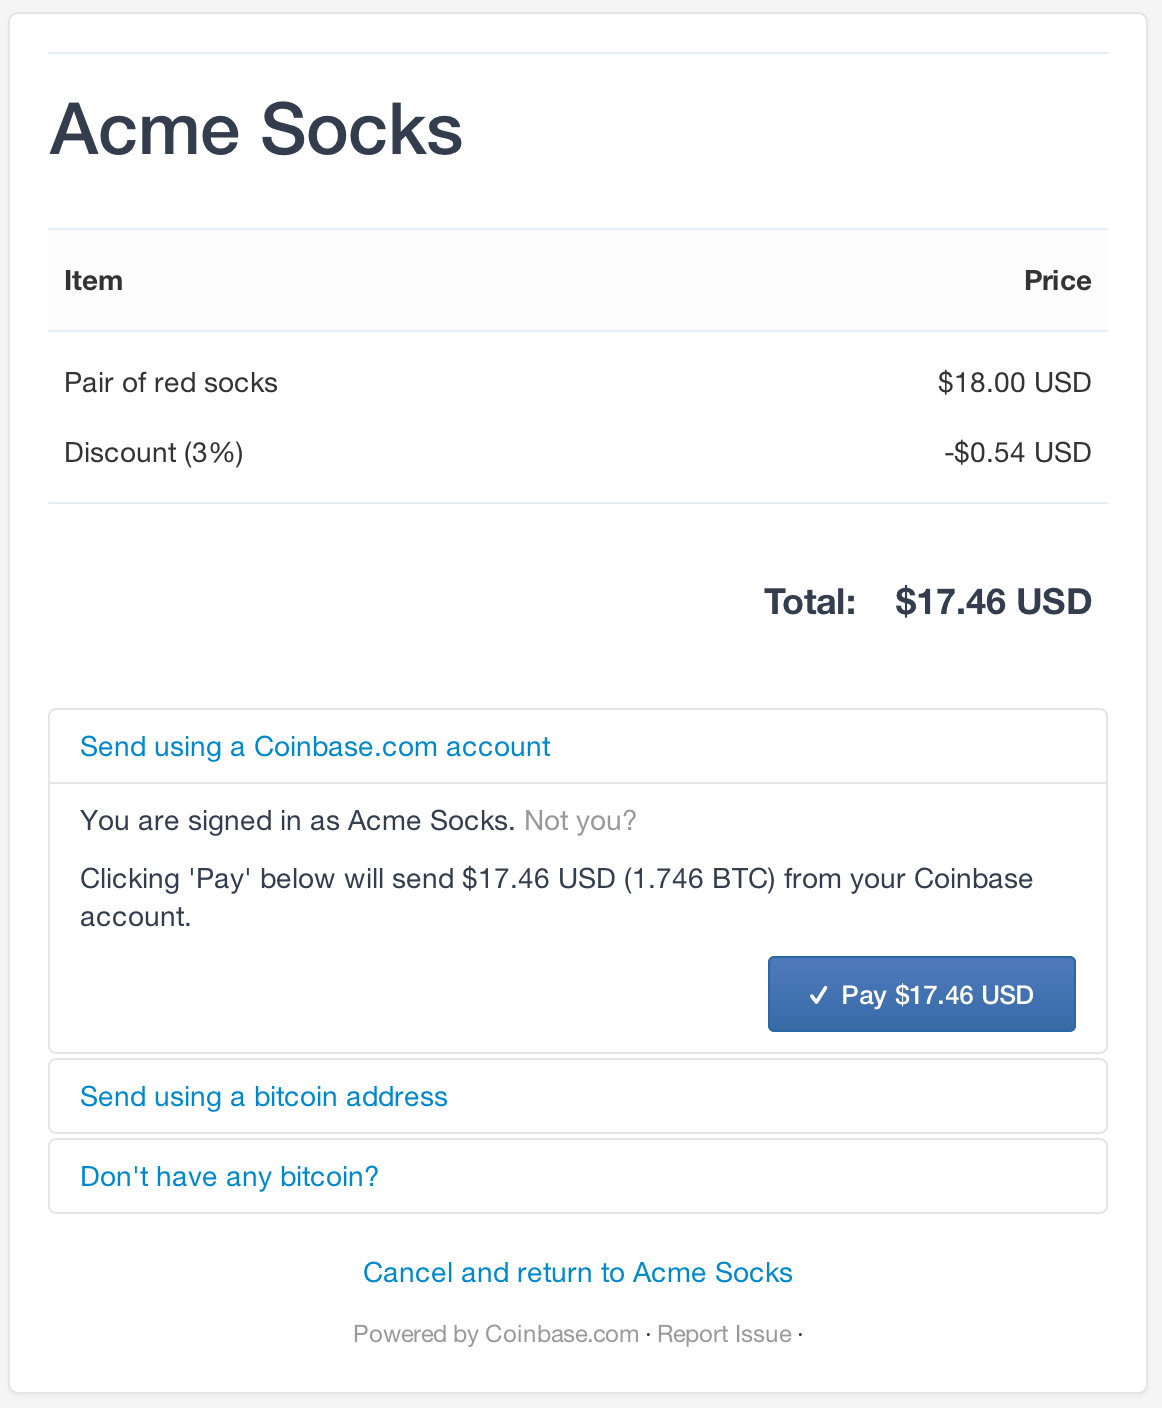 Acme Socks
Item Price
Pair of red socks $18.00 USD
Discount (3%) -$0.54 USD
Total: $17.46 USD
Send using a Coinbase.com account
You are signed in as Acme Socks. Not you?
Clicking 'Pay' below will send $17.46 USD (1.746 BTC) from your Coinbase
account.
✓ Pay $17.46 USD
Send using a bitcoin address
Don't have any bitcoin?
Cancel and return to Acme Socks
Powered by Coinbase.com · Report Issue ·